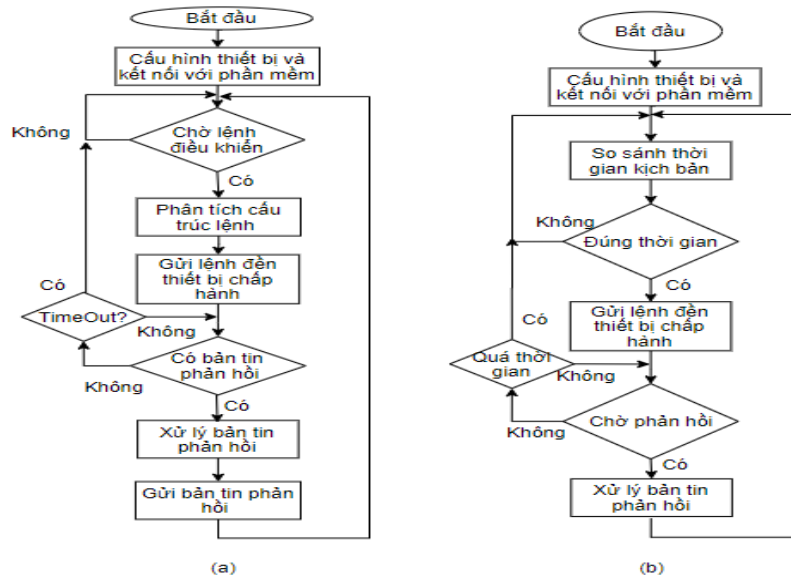 Bắt đầu
Cấu hình thiết bị và
kết nối với phần mềm
Không
Chờ lệnh
điều khiển
Có
Phân tích cấu
trúc lệnh
Gửi lệnh đến
thiết bị chấp
hành
Có
TimeOut?
Không
Có bản tin
phản hồi
Không
Có
Xử lý bản tin
phản hồi
Gửi bản tin phản
hồi
(a)
Bắt đầu
Cấu hình thiết bị và
kết nối với phần mềm
So sánh thời
gian kịch bản
Không
Đúng thời gian
Có
Gửi lệnh đến
thiết bị chấp
hành
Có
Quá thời
gian
Không
Chờ phản hồi
Không
Có
Xử lý bản tin
phản hồi
(b)